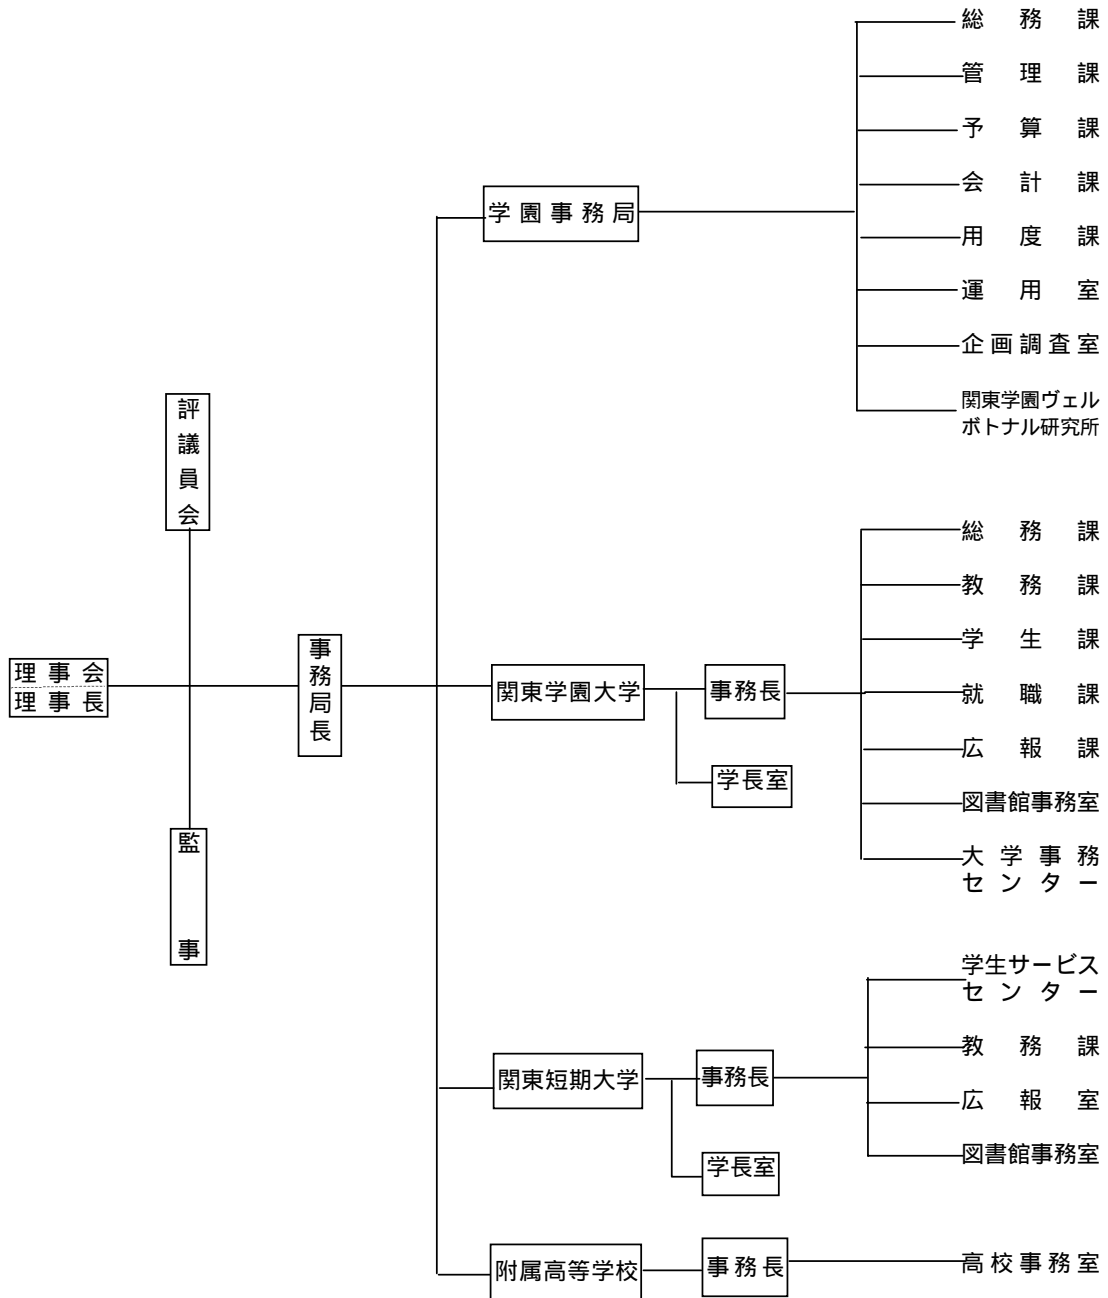 総務課
管理課
予算課
会計課
学園事務局
用度課
運用室
企画調査室
関東学園ヴェル
ボトナル研究所
評議員会
総務課
教務課
学生課
理事会
理事長
事務局長
関東学園大学
事務長
就職課
広報課
学長室
図書館事務室
大学事務
センター
監事
学生サービス
センター
教務課
関東短期大学
事務長
広報室
図書館事務室
学長室
附属高等学校
事務長
高校事務室